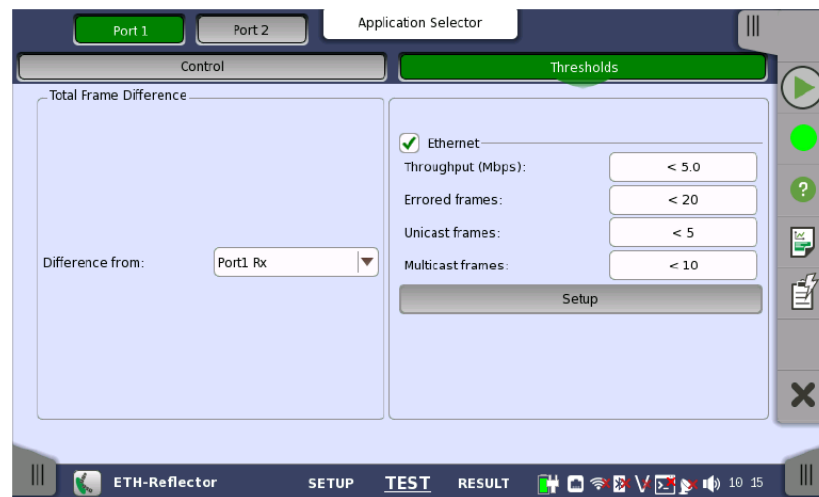 Port 1
Port 2
Application Selector
Control
Thresholds
Total Frame Difference
Difference from:
Port1 Rx
Ethernet
Throughput (Mbps):
< 5.0
Errored frames:
< 20
Unicast frames:
< 5
Multicast frames:
< 10
Setup
?
ETH-Reflector
SETUP
TEST
RESULT
10 15